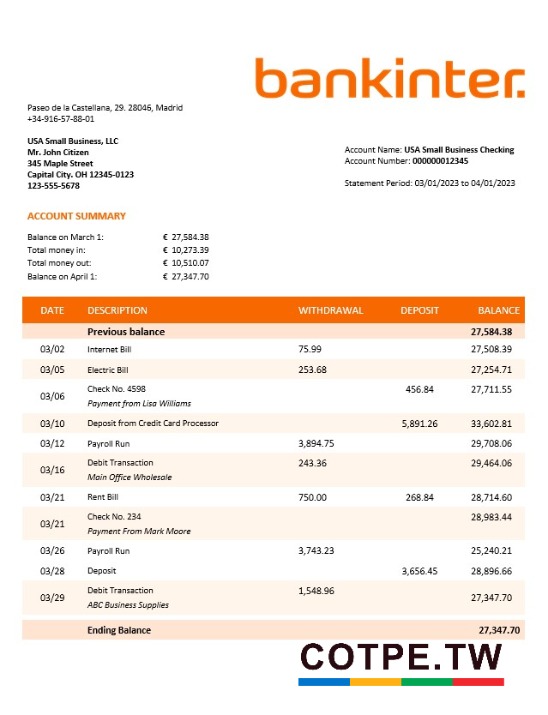 bankinter.
Paseo de la Castellana, 29. 28046, Madrid
+34-916-57-88-01
USA Small Business, LLC
Mr. John Citizen
345 Maple Street
Capital City. OH 12345-0123
123-555-5678
Account Name: USA Small Business Checking
Account Number: 000000012345
Statement Period: 03/01/2023 to 04/01/2023
ACCOUNT SUMMARY
Balance on March 1: € 27,584.38
Total money in: € 10,273.39
Total money out: € 10,510.07
Balance on April 1: € 27,347.70
DATE DESCRIPTION WITHDRAWAL DEPOSIT BALANCE
Previous balance 27,584.38
03/02 Internet Bill 75.99 27,508.39
03/05 Electric Bill 253.68 27,254.71
03/06 Check No. 4598 456.84 27,711.55
Payment from Lisa Williams
03/10 Deposit from Credit Card Processor 5,891.26 33,602.81
03/12 Payroll Run 3,894.75 29,708.06
03/16 Debit Transaction 243.36 29,464.06
Main Office Wholesale
03/21 Rent Bill 750.00 268.84 28,714.60
03/21 Check No. 234 28,983.44
Payment From Mark Moore
03/26 Payroll Run 3,743.23 25,240.21
03/28 Deposit 3,656.45 28,896.66
03/29 Debit Transaction 1,548.96 27,347.70
ABC Business Supplies
Ending Balance 27,347.70
COTPE.TW